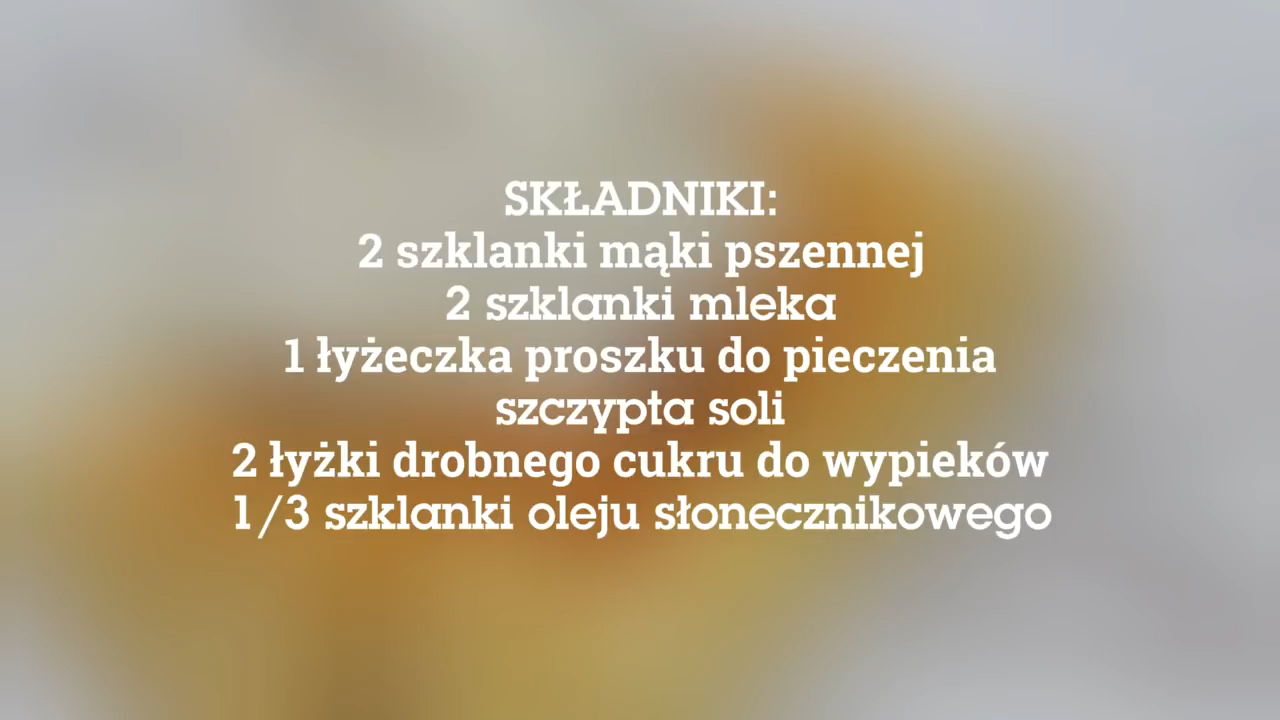 SKŁADNIKI:
2 szklanki mąki pszennej
2 szklanki mleka
1 łyżeczka proszku do pieczenia
szczypta soli
2 łyżki drobnego cukru do wypieków
1/3 szklanki oleju słonecznikowego